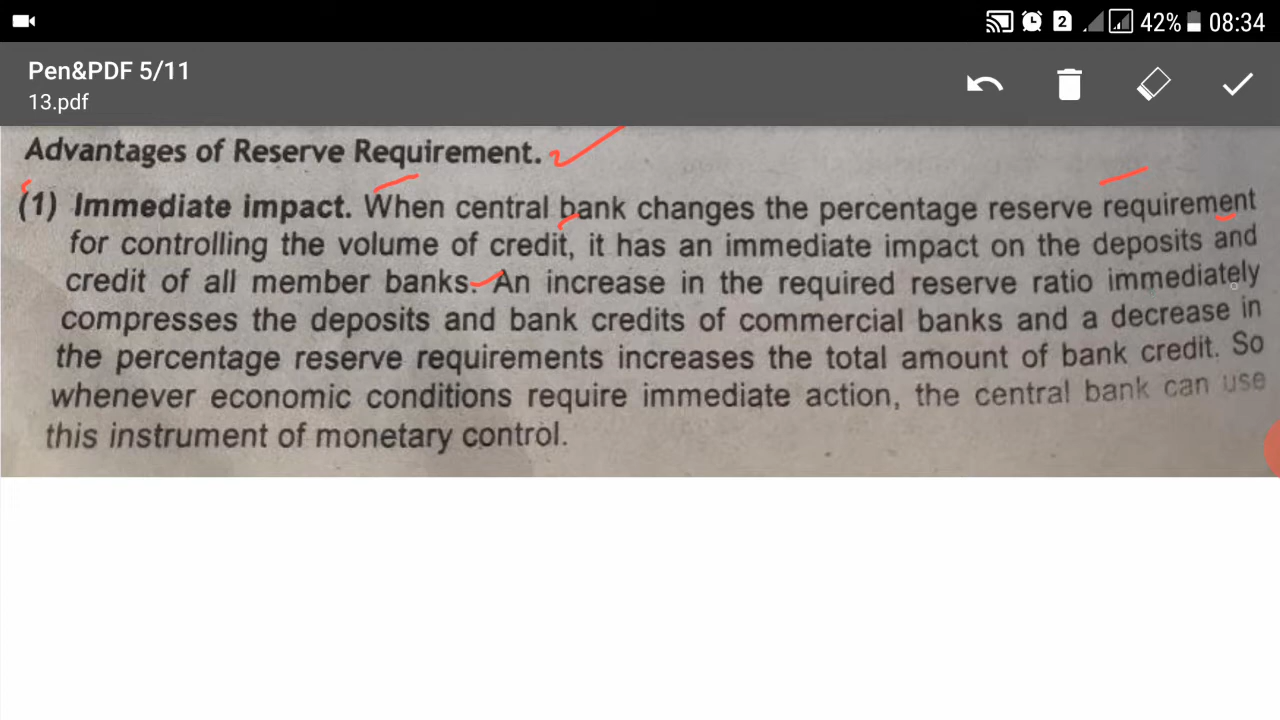 2 42% 08:34
Pen&PDF 5/11
13.pdf
Advantages of Reserve Requirement.
(1) Immediate impact. When central bank changes the percentage reserve requirement
for controlling the volume of credit, it has an immediate impact on the deposits and
credit of all member banks. An increase in the required reserve ratio immediately
compresses the deposits and bank credits of commercial banks and a decrease in
the percentage reserve requirements increases the total amount of bank credit. So
whenever economic conditions require immediate action, the central bank can use
this instrument of monetary control.